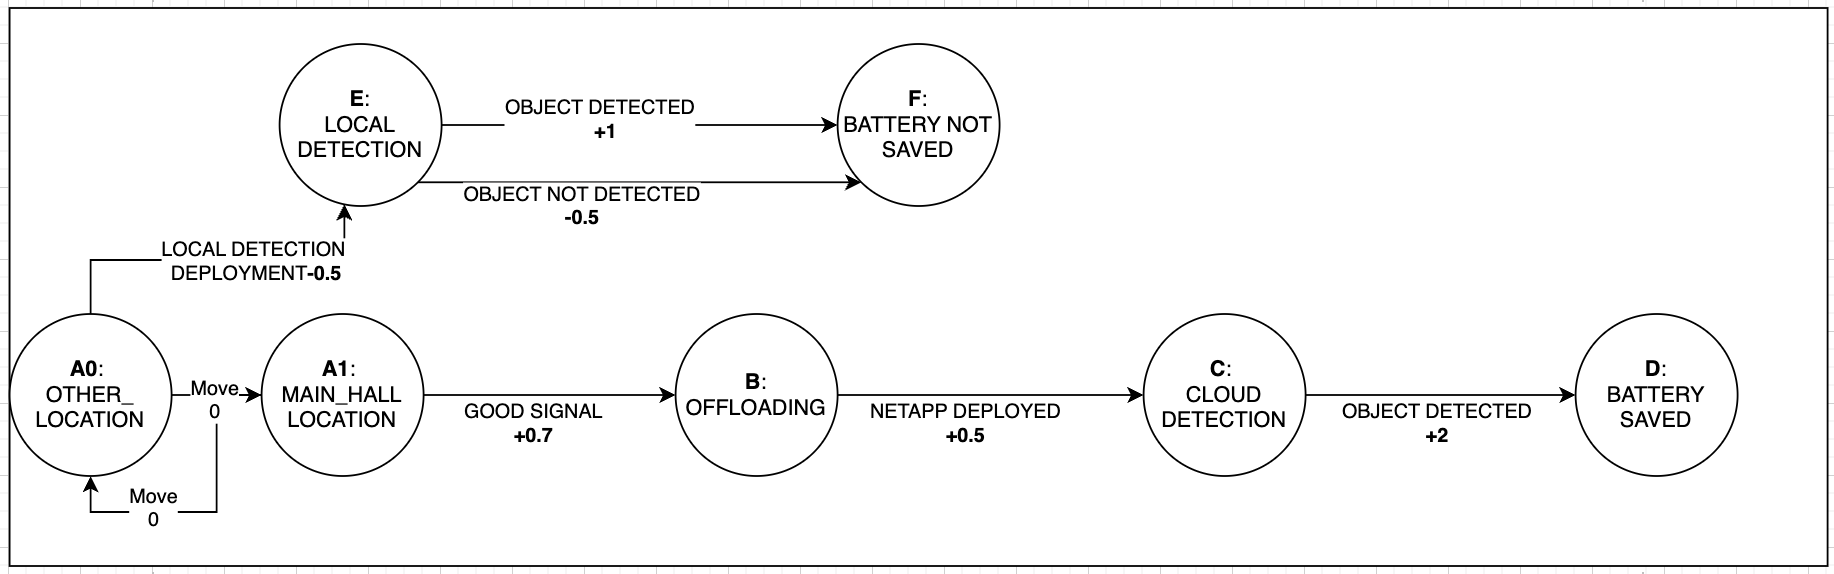 E:
LOCAL
DETECTION
OBJECT DETECTED
+1
F:
BATTERY NOT
SAVED
OBJECT NOT DETECTED
-0.5
LOCAL DETECTION
DEPLOYMENT-0.5
A0:
OTHER_
LOCATION
Move
0
A1:
MAIN_HALL
LOCATION
GOOD SIGNAL
+0.7
B:
OFFLOADING
NETAPP DEPLOYED
+0.5
C:
CLOUD
DETECTION
OBJECT DETECTED
+2
D:
BATTERY
SAVED
Move
0